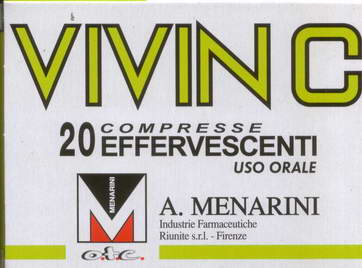 VIVIN C
20 COMPRESSE
EFFERVESCENTI
USO ORALE
MENARINI
M
A. MENARINI
Industrie Farmaceutiche
Riunite s.r.l. - Firenze
o.t.c.